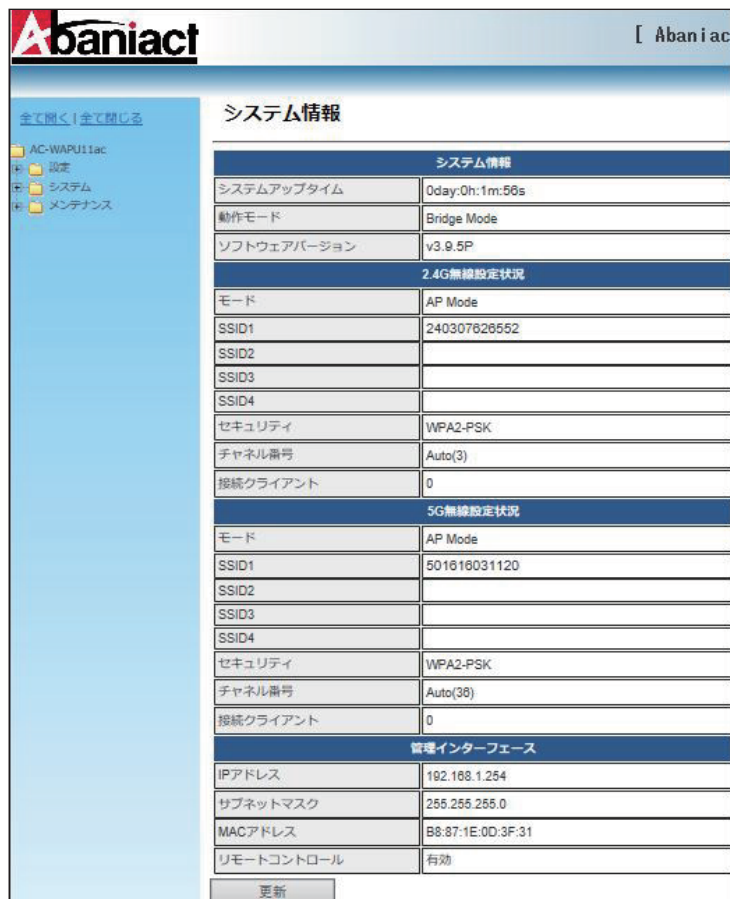 Abaniact
[ Abaniac
全て開く | 全て閉じる
AC-WAPU11ac
設定
システム
メンテナンス
システム情報
システム情報
システムアップタイム 0day:0h:1m:56s
動作モード Bridge Mode
ソフトウェアバージョン v3.9.5P
2.4G無線設定状況
モード AP Mode
SSID1 240307626552
SSID2
SSID3
SSID4
セキュリティ WPA2-PSK
チャネル番号 Auto(3)
接続クライアント 0
5G無線設定状況
モード AP Mode
SSID1 501616031120
SSID2
SSID3
SSID4
セキュリティ WPA2-PSK
チャネル番号 Auto(36)
接続クライアント 0
管理インターフェース
IPアドレス 192.168.1.254
サブネットマスク 255.255.255.0
MACアドレス B8:87:1E:0D:3F:31
リモートコントロール 有効
更新